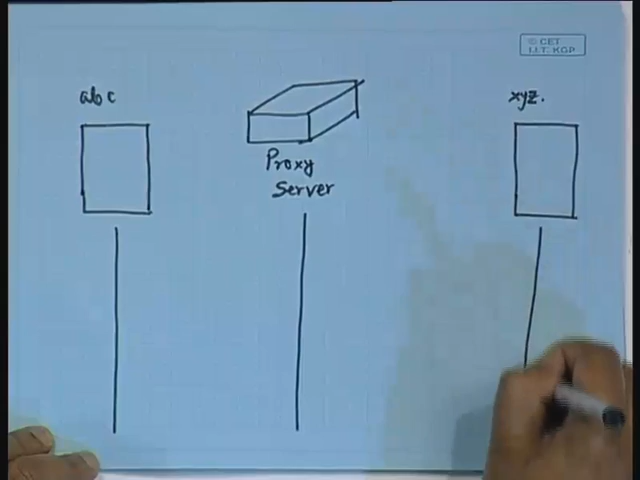 © CET
I.I.T. KGP
abc
xyz.
Proxy
Server